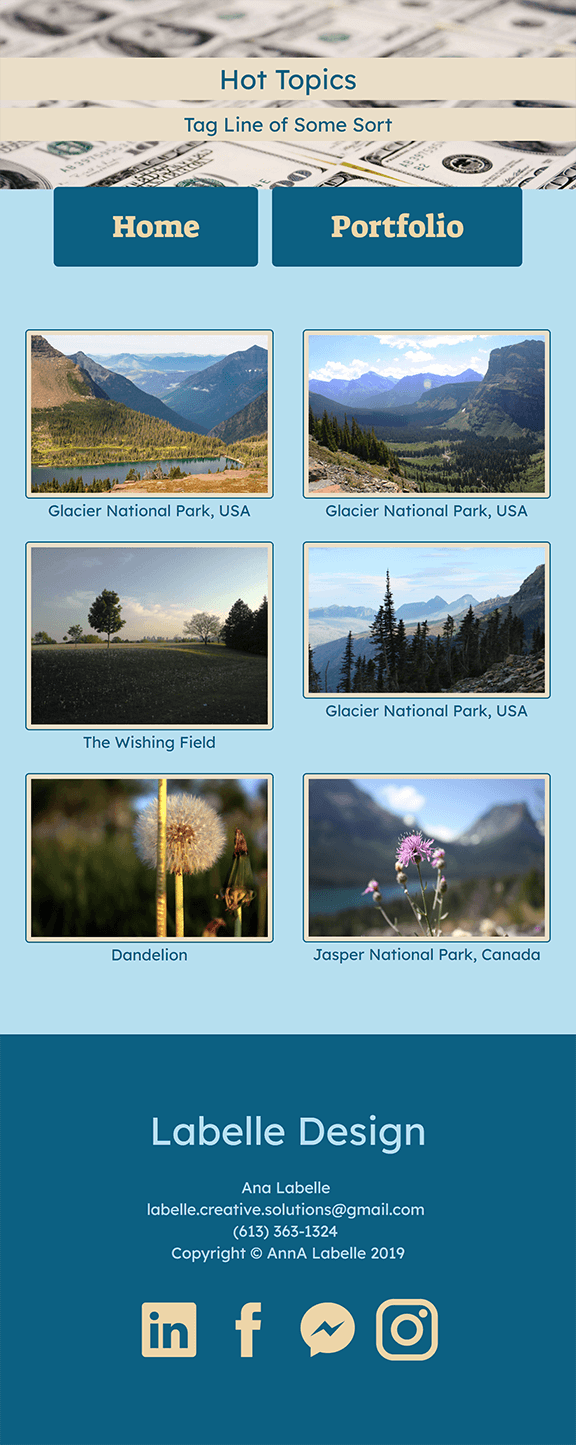 Hot Topics
Tag Line of Some Sort
Home
Portfolio
Glacier National Park, USA
Glacier National Park, USA
The Wishing Field
Glacier National Park, USA
Dandelion
Jasper National Park, Canada
Labelle Design
Ana Labelle
labelle.creative.solutions@gmail.com
(613) 363-1324
Copyright © AnnA Labelle 2019
in